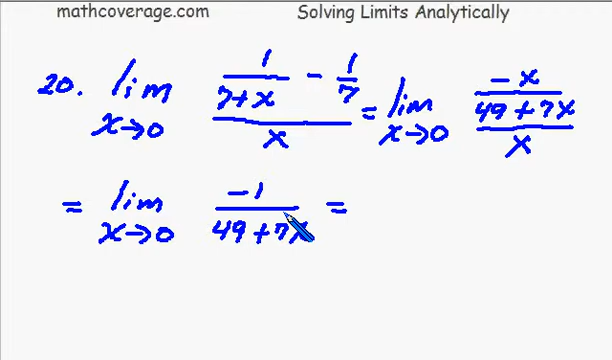 mathcoverage.com Solving Limits Analytically
20. lim x→0 (1/(7+x) - 1/7)/x = lim x→0 (-x/(49+7x))/x
= lim x→0 -1/(49+7x) =